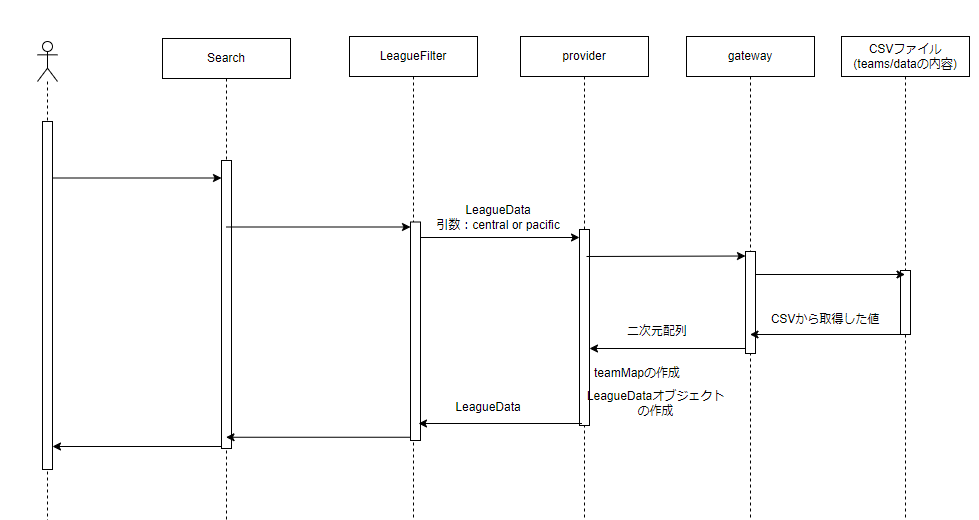 Search
LeagueFilter
provider
gateway
CSVファイル
(teams/dataの内容)
LeagueData
引数：central or pacific
CSVから取得した値
二次元配列
teamMapの作成
LeagueDataオブジェクト
の作成
LeagueData